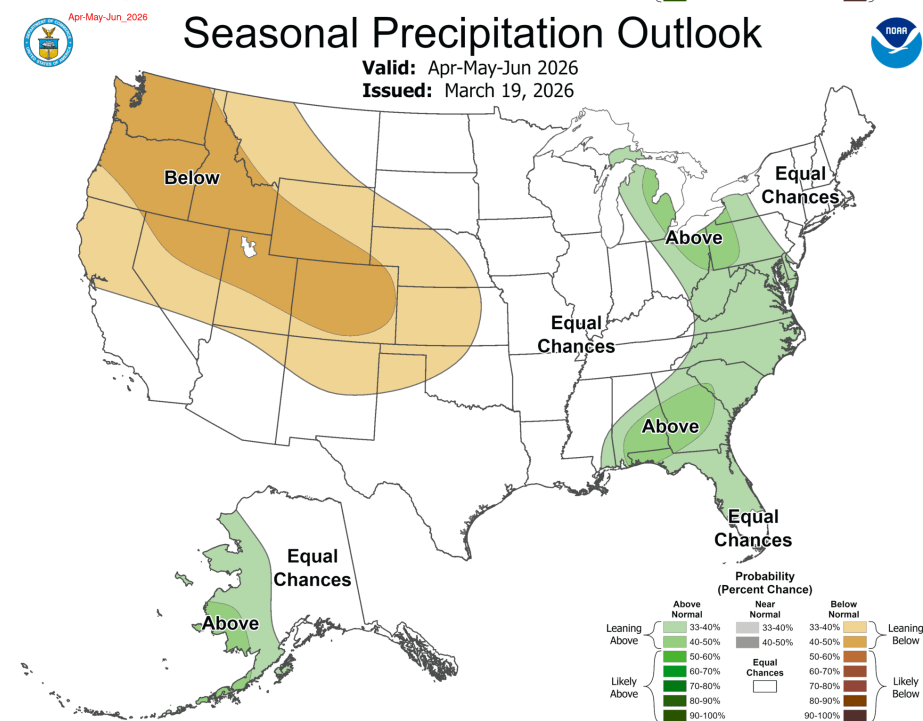 Apr-May-Jun_2026
Seasonal Precipitation Outlook
Valid: Apr-May-Jun 2026
Issued: March 19, 2026
NOAA
Below
Equal
Chances
Above
Equal
Chances
Above
Equal
Chances
Equal
Chances
Above
Probability
(Percent Chance)
Above
Normal
Near
Normal
Below
Normal
Leaning
Above
33-40%
40-50%
50-60%
60-70%
70-80%
80-90%
90-100%
Likely
Above
33-40%
40-50%
Equal
Chances
33-40%
40-50%
50-60%
60-70%
70-80%
80-90%
90-100%
Leaning
Below
Likely
Below